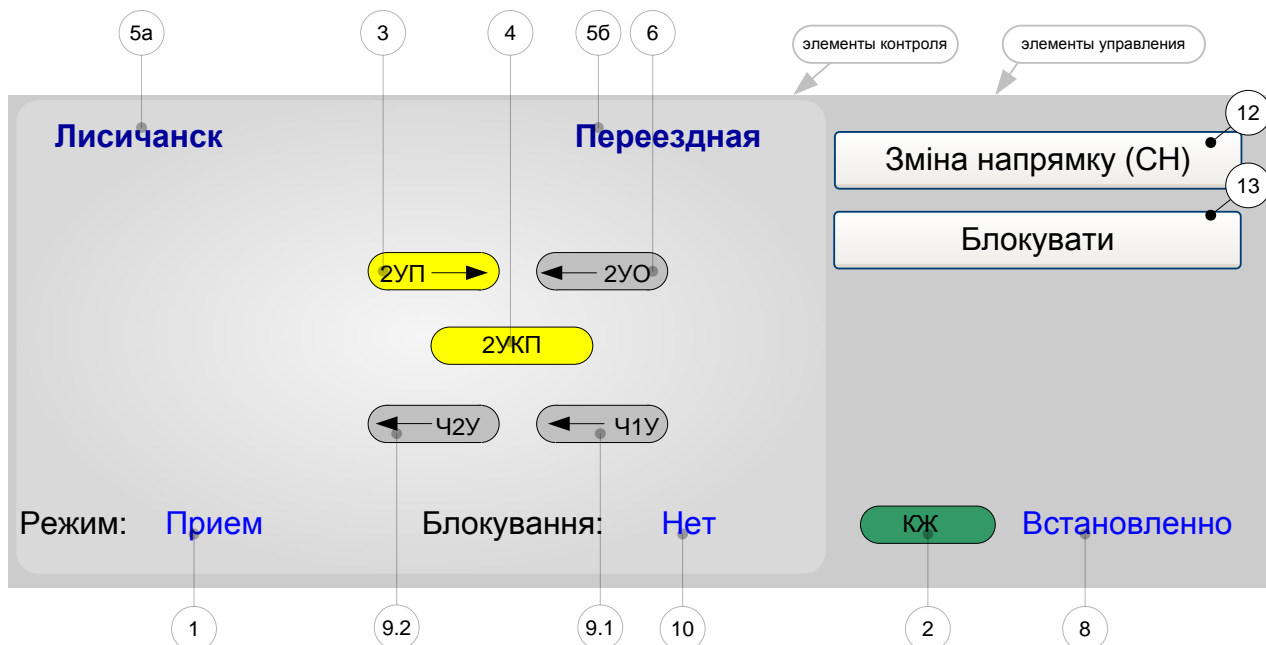 5а 3 4 5б 6 элементы контроля элементы управления
12
Лисичанск Переездная
Зміна напрямку (СН)
13
Блокувати
2УП 2УО
2УКП
Ч2У Ч1У
Режим: Прием Блокування: Нет КЖ Встановленно
1 9.2 9.1 10 2 8